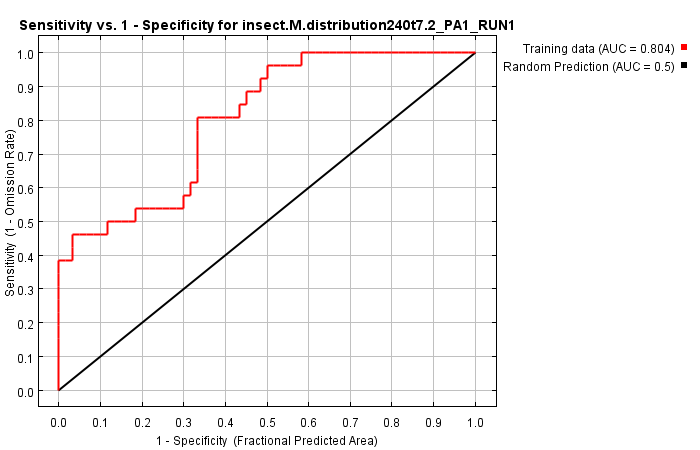 Sensitivity vs. 1 - Specificity for insect.M.distribution240t7.2_PA1_RUN1
Training data (AUC = 0.804)
Random Prediction (AUC = 0.5)
Sensitivity (1 - Omission Rate)
1.0
0.9
0.8
0.7
0.6
0.5
0.4
0.3
0.2
0.1
0.0
0.0 0.1 0.2 0.3 0.4 0.5 0.6 0.7 0.8 0.9 1.0
1 - Specificity (Fractional Predicted Area)